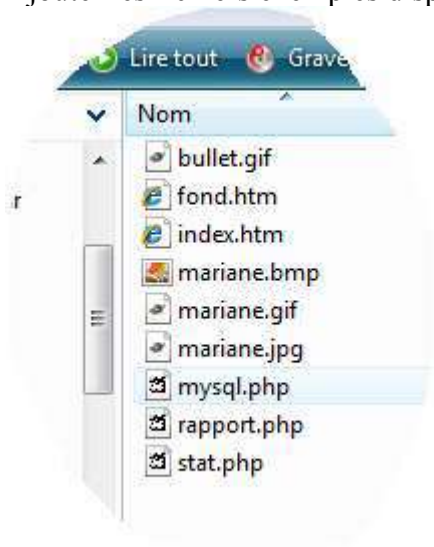 Lire tout Grave
Nom
bullet.gif
fond.htm
index.htm
mariane.bmp
mariane.gif
mariane.jpg
mysql.php
rapport.php
stat.php